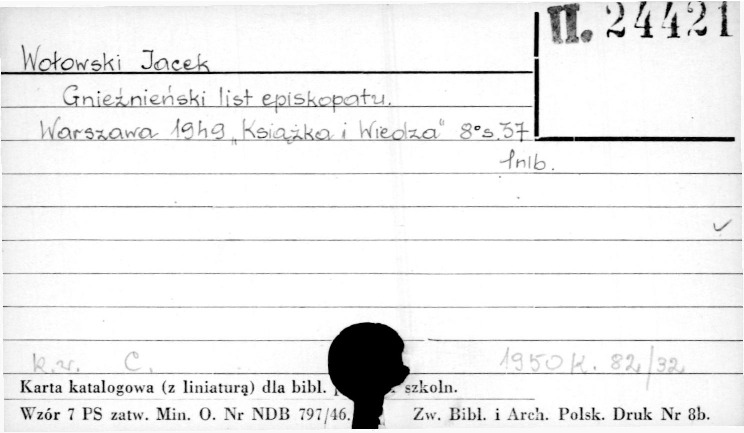 II. 24421
Wołowski Jacek
Gnieźnieński list episkopatu.
Warszawa 1949 „Książka i Wiedza" 8° s. 37
1nlb.
k.w. C. 1950 K. 82/32
Karta katalogowa (z liniaturą) dla bibl. szkoln.
Wzór 7 PS zatw. Min. O. Nr NDB 797/46. Zw. Bibl. i Arch. Polsk. Druk Nr 8b.